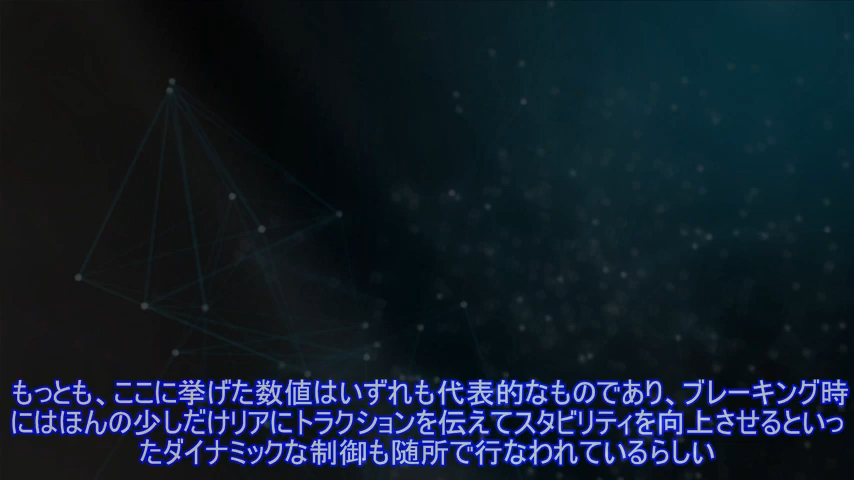 もっとも、ここに挙げた数値はいずれも代表的なものであり、ブレーキング時
にはほんの少しだけリアにトラクションを伝えてスタビリティを向上させるといっ
たダイナミックな制御も随所で行なわれているらしい